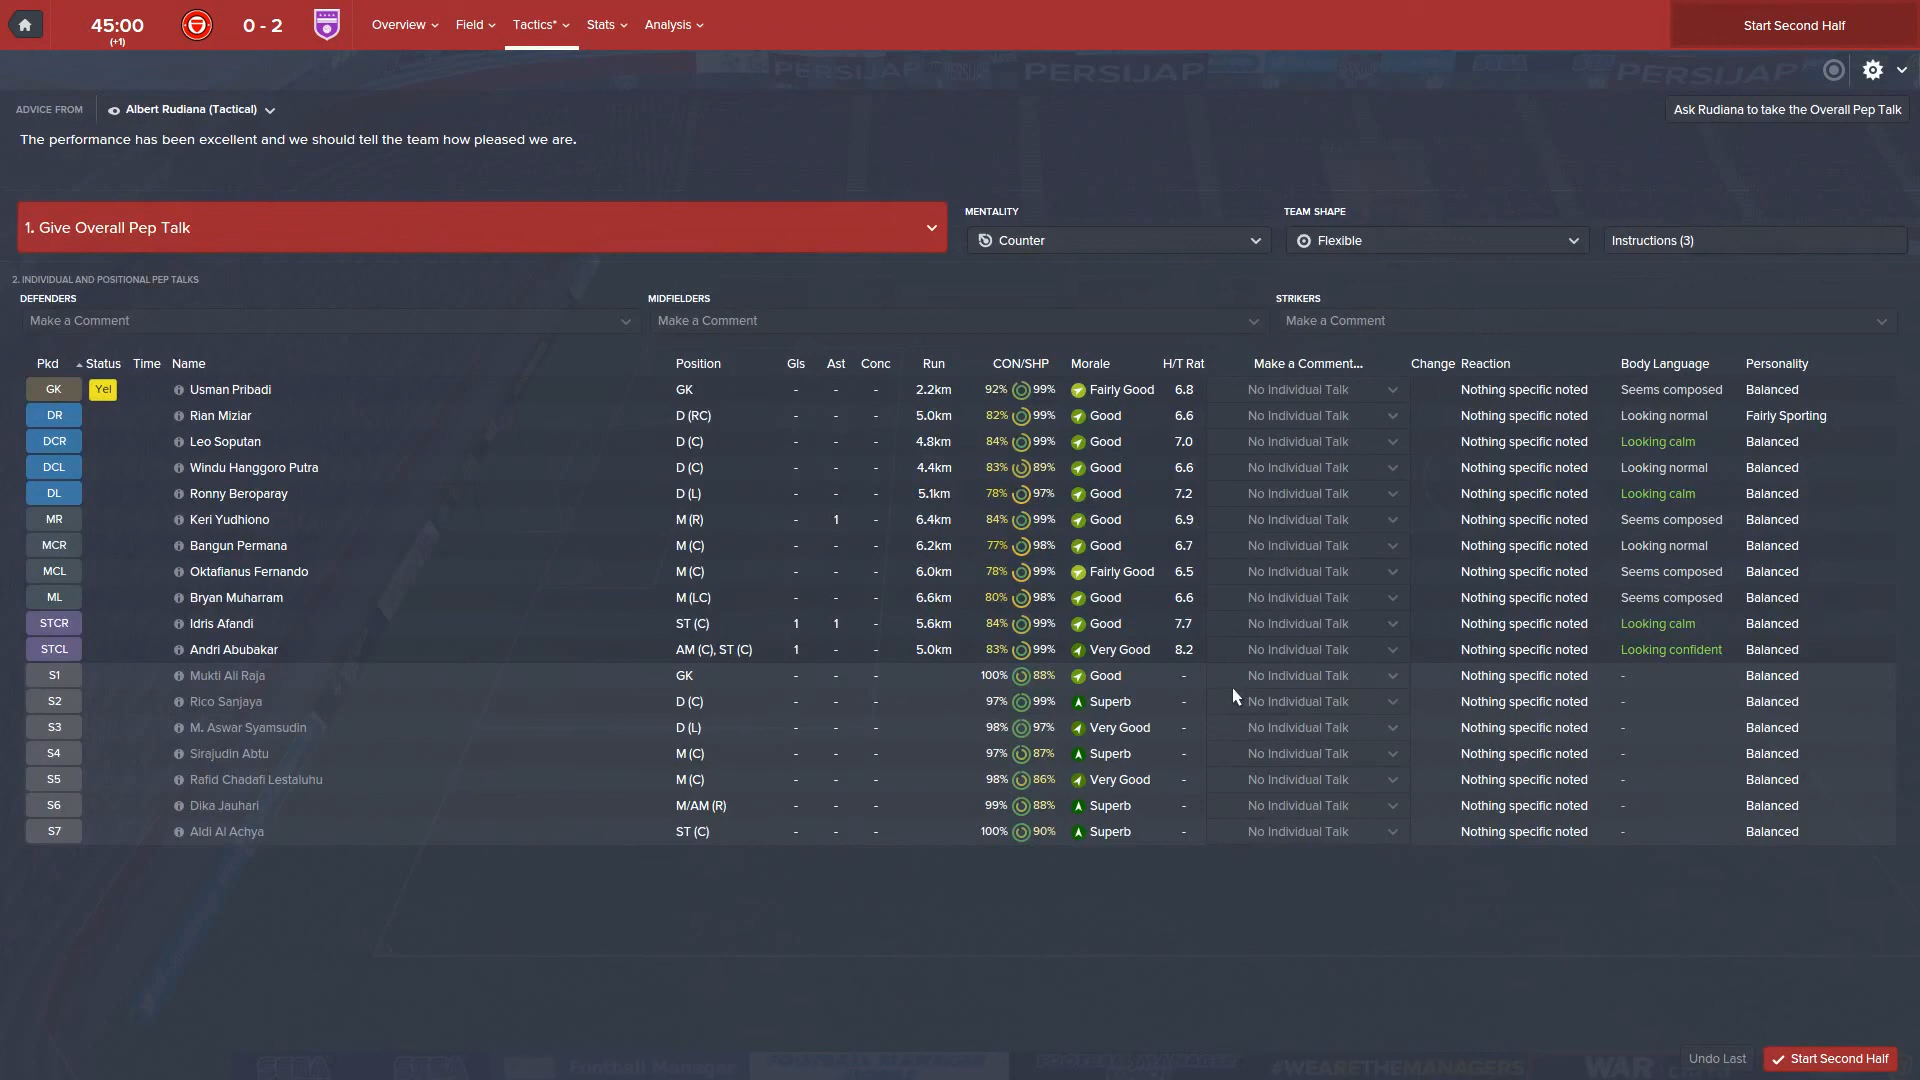 45:00
(+1)
0 - 2
Overview
Field
Tactics*
Stats
Analysis
Start Second Half
PERSIJAP
PERSIJAP
PERSIJAP
ADVICE FROM
Albert Rudiana (Tactical)
Ask Rudiana to take the Overall Pep Talk
The performance has been excellent and we should tell the team how pleased we are.
1. Give Overall Pep Talk
MENTALITY
Counter
TEAM SHAPE
Flexible
Instructions (3)
2. INDIVIDUAL AND POSITIONAL PEP TALKS
DEFENDERS
Make a Comment
MIDFIELDERS
Make a Comment
STRIKERS
Make a Comment
Pkd Status Time Name Position Gls Ast Conc Run CON/SHP Morale H/T Rat Make a Comment... Change Reaction Body Language Personality
GK Yel Usman Pribadi GK - - - 2.2km 92% 99% Fairly Good 6.8 No Individual Talk Nothing specific noted Seems composed Balanced
DR Rian Miziar D (RC) - - - 5.0km 82% 99% Good 6.6 No Individual Talk Nothing specific noted Looking normal Fairly Sporting
DCR Leo Soputan D (C) - - - 4.8km 84% 99% Good 7.0 No Individual Talk Nothing specific noted Looking calm Balanced
DCL Windu Hanggoro Putra D (C) - - - 4.4km 83% 89% Good 6.6 No Individual Talk Nothing specific noted Looking normal Balanced
DL Ronny Beroparay D (L) - - - 5.1km 78% 97% Good 7.2 No Individual Talk Nothing specific noted Looking calm Balanced
MR Keri Yudhiono M (R) - 1 - 6.4km 84% 99% Good 6.9 No Individual Talk Nothing specific noted Seems composed Balanced
MCR Bangun Permana M (C) - - - 6.2km 77% 98% Good 6.7 No Individual Talk Nothing specific noted Looking normal Balanced
MCL Oktafianus Fernando M (C) - - - 6.0km 78% 99% Fairly Good 6.5 No Individual Talk Nothing specific noted Seems composed Balanced
ML Bryan Muharram M (LC) - - - 6.6km 80% 98% Good 6.6 No Individual Talk Nothing specific noted Seems composed Balanced
STCR Idris Afandi ST (C) 1 1 - 5.6km 84% 99% Good 7.7 No Individual Talk Nothing specific noted Looking calm Balanced
STCL Andri Abubakar AM (C), ST (C) 1 - - 5.0km 83% 99% Very Good 8.2 No Individual Talk Nothing specific noted Looking confident Balanced
S1 Mukti Ali Raja GK - - - 100% 88% Good - No Individual Talk Nothing specific noted - Balanced
S2 Rico Sanjaya D (C) - - - 97% 99% Superb - No Individual Talk Nothing specific noted - Balanced
S3 M. Aswar Syamsudin D (L) - - - 98% 97% Very Good - No Individual Talk Nothing specific noted - Balanced
S4 Sirajudin Abtu M (C) - - - 97% 87% Superb - No Individual Talk Nothing specific noted - Balanced
S5 Rafid Chadafi Lestaluhu M (C) - - - 98% 86% Very Good - No Individual Talk Nothing specific noted - Balanced
S6 Dika Jauhari M/AM (R) - - - 99% 88% Superb - No Individual Talk Nothing specific noted - Balanced
S7 Aldi Al Achya ST (C) - - - 100% 90% Superb - No Individual Talk Nothing specific noted - Balanced
SEGA SEGA Football Manager #WEARETHEMANAGERS
Undo Last
Start Second Half